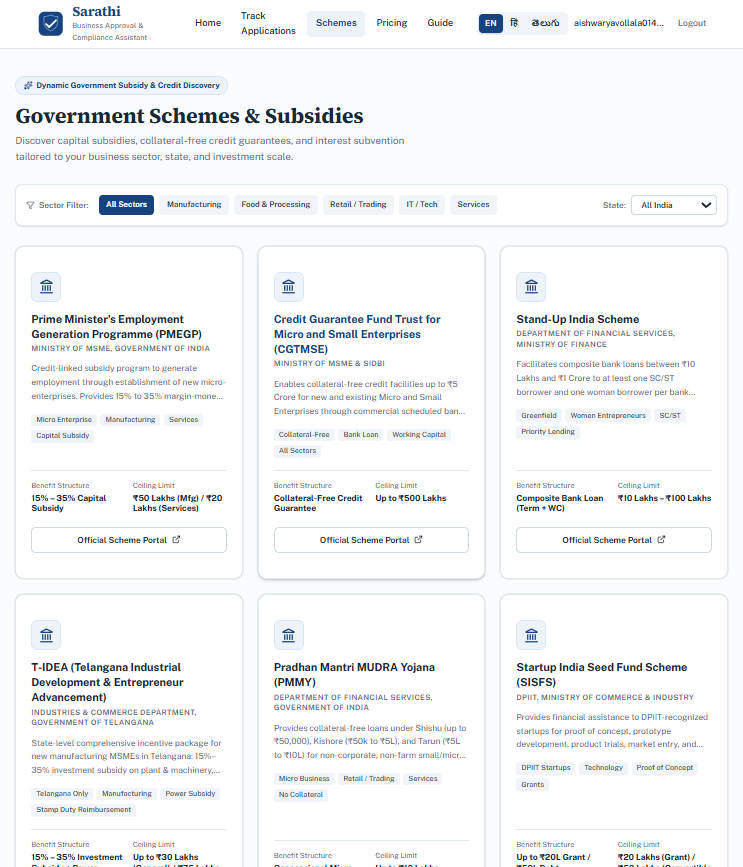 Sarathi
Business Approval &
Compliance Assistant
Home
Track
Applications
Schemes
Pricing
Guide
EN
हि
తెలుగు
aishwaryavollala014...
Logout
Dynamic Government Subsidy & Credit Discovery
Government Schemes & Subsidies
Discover capital subsidies, collateral-free credit guarantees, and interest subvention
tailored to your business sector, state, and investment scale.
Sector Filter:
All Sectors
Manufacturing
Food & Processing
Retail / Trading
IT / Tech
Services
State:
All India
Prime Minister's Employment
Generation Programme (PMEGP)
MINISTRY OF MSME, GOVERNMENT OF INDIA
Credit-linked subsidy program to generate
employment through establishment of new micro-
enterprises. Provides 15% to 35% margin-mone...
Micro Enterprise
Manufacturing
Services
Capital Subsidy
Benefit Structure
15% – 35% Capital
Subsidy
Ceiling Limit
₹50 Lakhs (Mfg) / ₹20
Lakhs (Services)
Official Scheme Portal
Credit Guarantee Fund Trust for
Micro and Small Enterprises
(CGTMSE)
MINISTRY OF MSME & SIDBI
Enables collateral-free credit facilities up to ₹5
Crore for new and existing Micro and Small
Enterprises through commercial scheduled ban...
Collateral-Free
Bank Loan
Working Capital
All Sectors
Benefit Structure
Collateral-Free Credit
Guarantee
Ceiling Limit
Up to ₹500 Lakhs
Official Scheme Portal
Stand-Up India Scheme
DEPARTMENT OF FINANCIAL SERVICES,
MINISTRY OF FINANCE
Facilitates composite bank loans between ₹10
Lakhs and ₹1 Crore to at least one SC/ST
borrower and one woman borrower per bank...
Greenfield
Women Entrepreneurs
SC/ST
Priority Lending
Benefit Structure
Composite Bank Loan
(Term + WC)
Ceiling Limit
₹10 Lakhs – ₹100 Lakhs
Official Scheme Portal
T-IDEA (Telangana Industrial
Development & Entrepreneur
Advancement)
INDUSTRIES & COMMERCE DEPARTMENT,
GOVERNMENT OF TELANGANA
State-level comprehensive incentive package for
new manufacturing MSMEs in Telangana: 15%–
35% investment subsidy on plant & machinery,...
Telangana Only
Manufacturing
Power Subsidy
Stamp Duty Reimbursement
Benefit Structure
15% – 35% Investment
Ceiling Limit
Up to ₹30 Lakhs
Pradhan Mantri MUDRA Yojana
(PMMY)
DEPARTMENT OF FINANCIAL SERVICES,
GOVERNMENT OF INDIA
Provides collateral-free loans under Shishu (up to
₹50,000), Kishore (₹50k to ₹5L), and Tarun (₹5L
to ₹10L) for non-corporate, non-farm small/micr...
Micro Business
Retail / Trading
Services
No Collateral
Benefit Structure
Ceiling Limit
Startup India Seed Fund Scheme
(SISFS)
DPIIT, MINISTRY OF COMMERCE & INDUSTRY
Provides financial assistance to DPIIT-recognized
startups for proof of concept, prototype
development, product trials, market entry, and...
DPIIT Startups
Technology
Proof of Concept
Grants
Benefit Structure
Up to ₹20L Grant /
Ceiling Limit
₹20 Lakhs (Grant) /